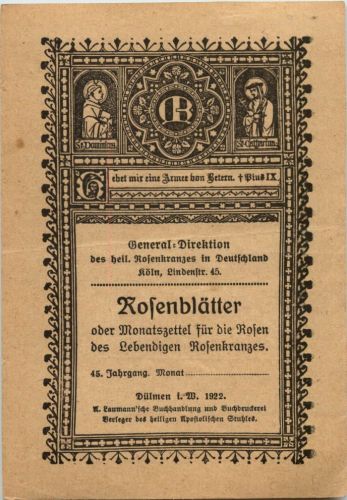 R
St. Dominicus
St. Catharina
Gebet mir eine Armee von Betern. † Pius IX.
General-Direktion
des heil. Rosenkranzes in Deutschland
Köln, Lindenstr. 45.
Rosenblätter
oder Monatszettel für die Rosen
des Lebendigen Rosenkranzes.
45. Jahrgang. Monat
Dülmen i. W. 1922.
A. Laumann'sche Buchhandlung und Buchdruckerei
Verleger des heiligen Apostolischen Stuhles.